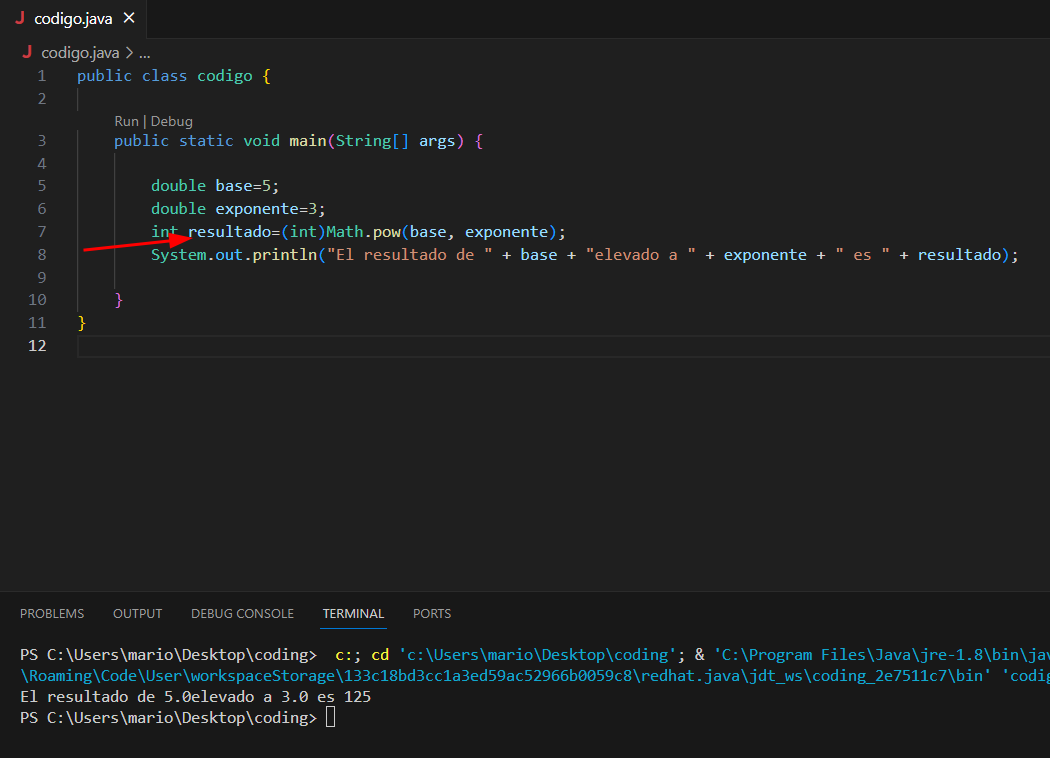 J codigo.java ×
J codigo.java > ...
1 public class codigo {
2
Run | Debug
3 public static void main(String[] args) {
4
5 double base=5;
6 double exponente=3;
7 int resultado=(int)Math.pow(base, exponente);
8 System.out.println("El resultado de " + base + "elevado a " + exponente + " es " + resultado);
9
10 }
11 }
12
PROBLEMS OUTPUT DEBUG CONSOLE TERMINAL PORTS
PS C:\Users\mario\Desktop\coding>  c:; cd 'c:\Users\mario\Desktop\coding'; & 'C:\Program Files\Java\jre-1.8\bin\jav
\Roaming\Code\User\workspaceStorage\133c18bd3cc1a3ed59ac52966b0059c8\redhat.java\jdt_ws\coding_2e7511c7\bin' 'codig
El resultado de 5.0elevado a 3.0 es 125
PS C:\Users\mario\Desktop\coding>